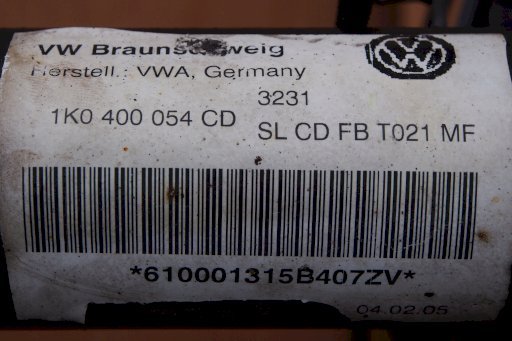 VW Braunschweig
Herstell.: VWA, Germany
3231
1K0 400 054 CD
SL CD FB T021 MF
*610001315B407ZV*
04.02.05